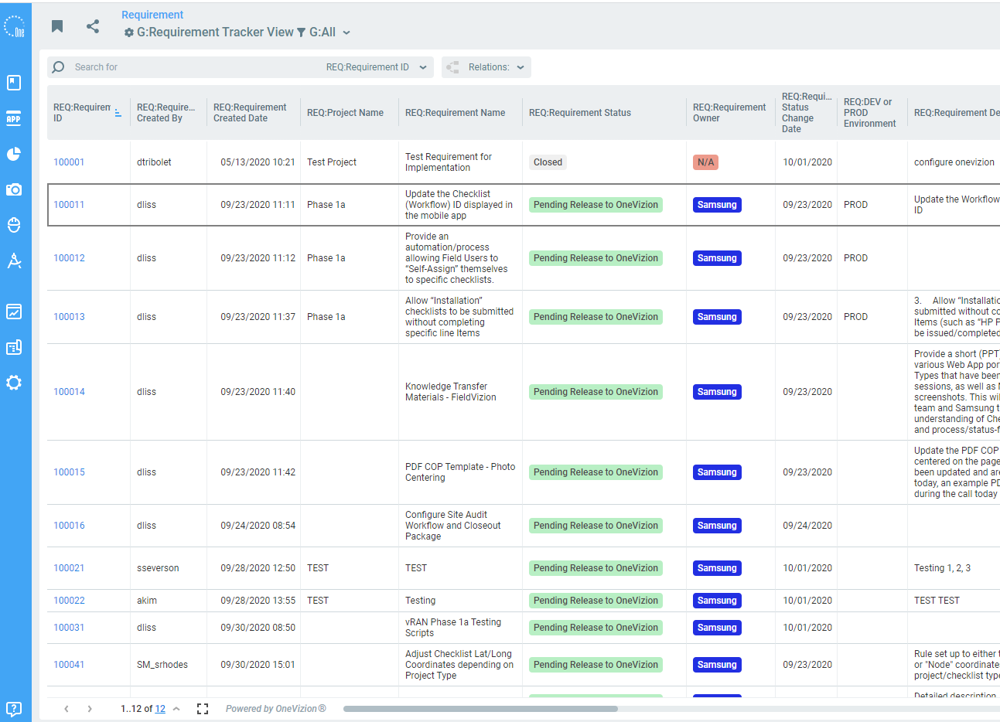 Requirement
G:Requirement Tracker View G:All
One
Search for REQ:Requirement ID Relations:
APP
REQ:Requirem ID
REQ:Require... Created By
REQ:Requirement Created Date
REQ:Project Name
REQ:Requirement Name
REQ:Requirement Status
REQ:Requirement Owner
REQ:Requi... Status Change Date
REQ:DEV or PROD Environment
REQ:Requirement De
100001 dtribolet 05/13/2020 10:21 Test Project
Test Requirement for
Implementation
Closed N/A 10/01/2020 configure onevizion
100011 dliss 09/23/2020 11:11 Phase 1a
Update the Checklist
(Workflow) ID displayed in
the mobile app
Pending Release to OneVizion Samsung 09/23/2020 PROD
Update the Workflow
ID
100012 dliss 09/23/2020 11:12 Phase 1a
Provide an
automation/process
allowing Field Users to
“Self-Assign” themselves
to specific checklists.
Pending Release to OneVizion Samsung 09/23/2020 PROD
100013 dliss 09/23/2020 11:37 Phase 1a
Allow “Installation”
checklists to be submitted
without completing
specific line Items
Pending Release to OneVizion Samsung 09/23/2020 PROD
3. Allow “Installatio
submitted without co
Items (such as “HP P
be issued/completed
100014 dliss 09/23/2020 11:40
Knowledge Transfer
Materials - FieldVizion
Pending Release to OneVizion Samsung 09/23/2020
Provide a short (PPT)
various Web App por
Types that have been
sessions, as well as
screenshots. This wil
team and Samsung t
understanding of Che
and process/status-f
100015 dliss 09/23/2020 11:42
PDF COP Template - Photo
Centering
Pending Release to OneVizion Samsung 09/23/2020
Update the PDF COP
centered on the page
been updated and are
today, an example PD
during the call today
100016 dliss 09/24/2020 08:54
Configure Site Audit
Workflow and Closeout
Package
Pending Release to OneVizion Samsung 09/24/2020
100021 sseverson 09/28/2020 12:50 TEST TEST Pending Release to OneVizion Samsung 10/01/2020 Testing 1, 2, 3
100022 akim 09/28/2020 13:55 TEST Testing Pending Release to OneVizion Samsung 10/01/2020 TEST TEST
100031 dliss 09/30/2020 08:50
vRAN Phase 1a Testing
Scripts
Pending Release to OneVizion Samsung 10/01/2020
100041 SM_srhodes 09/30/2020 15:01
Adjust Checklist Lat/Long
Coordinates depending on
Project Type
Pending Release to OneVizion Samsung 09/23/2020
Rule set up to either t
or "Node" coordinate
project/checklist type
Detailed description
1..12 of 12 Powered by OneVizion®